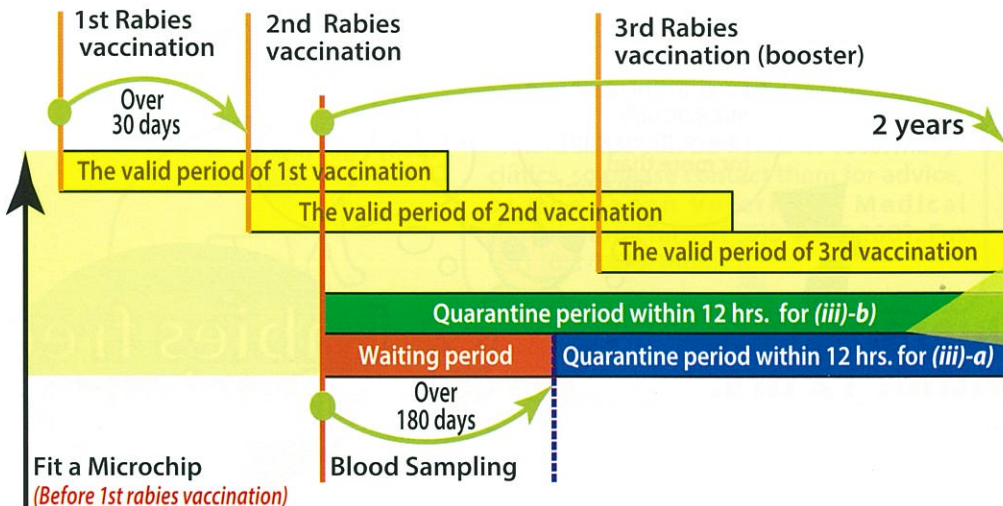 1st Rabies
vaccination
2nd Rabies
vaccination
3rd Rabies
vaccination (booster)
Over
30 days
2 years
The valid period of 1st vaccination
The valid period of 2nd vaccination
The valid period of 3rd vaccination
Quarantine period within 12 hrs. for (iii)-b)
Waiting period
Quarantine period within 12 hrs. for (iii)-a)
Over
180 days
Fit a Microchip
(Before 1st rabies vaccination)
Blood Sampling